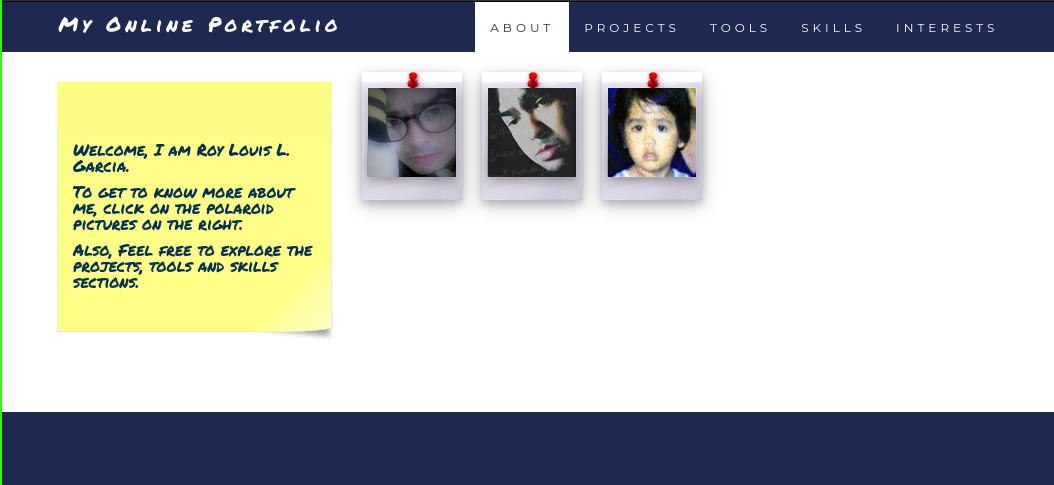 My Online Portfolio
ABOUT PROJECTS TOOLS SKILLS INTERESTS
Welcome, I am Roy Louis L.
Garcia.
To get to know more about
me, click on the polaroid
pictures on the right.
Also, Feel free to explore the
projects, tools and skills
sections.